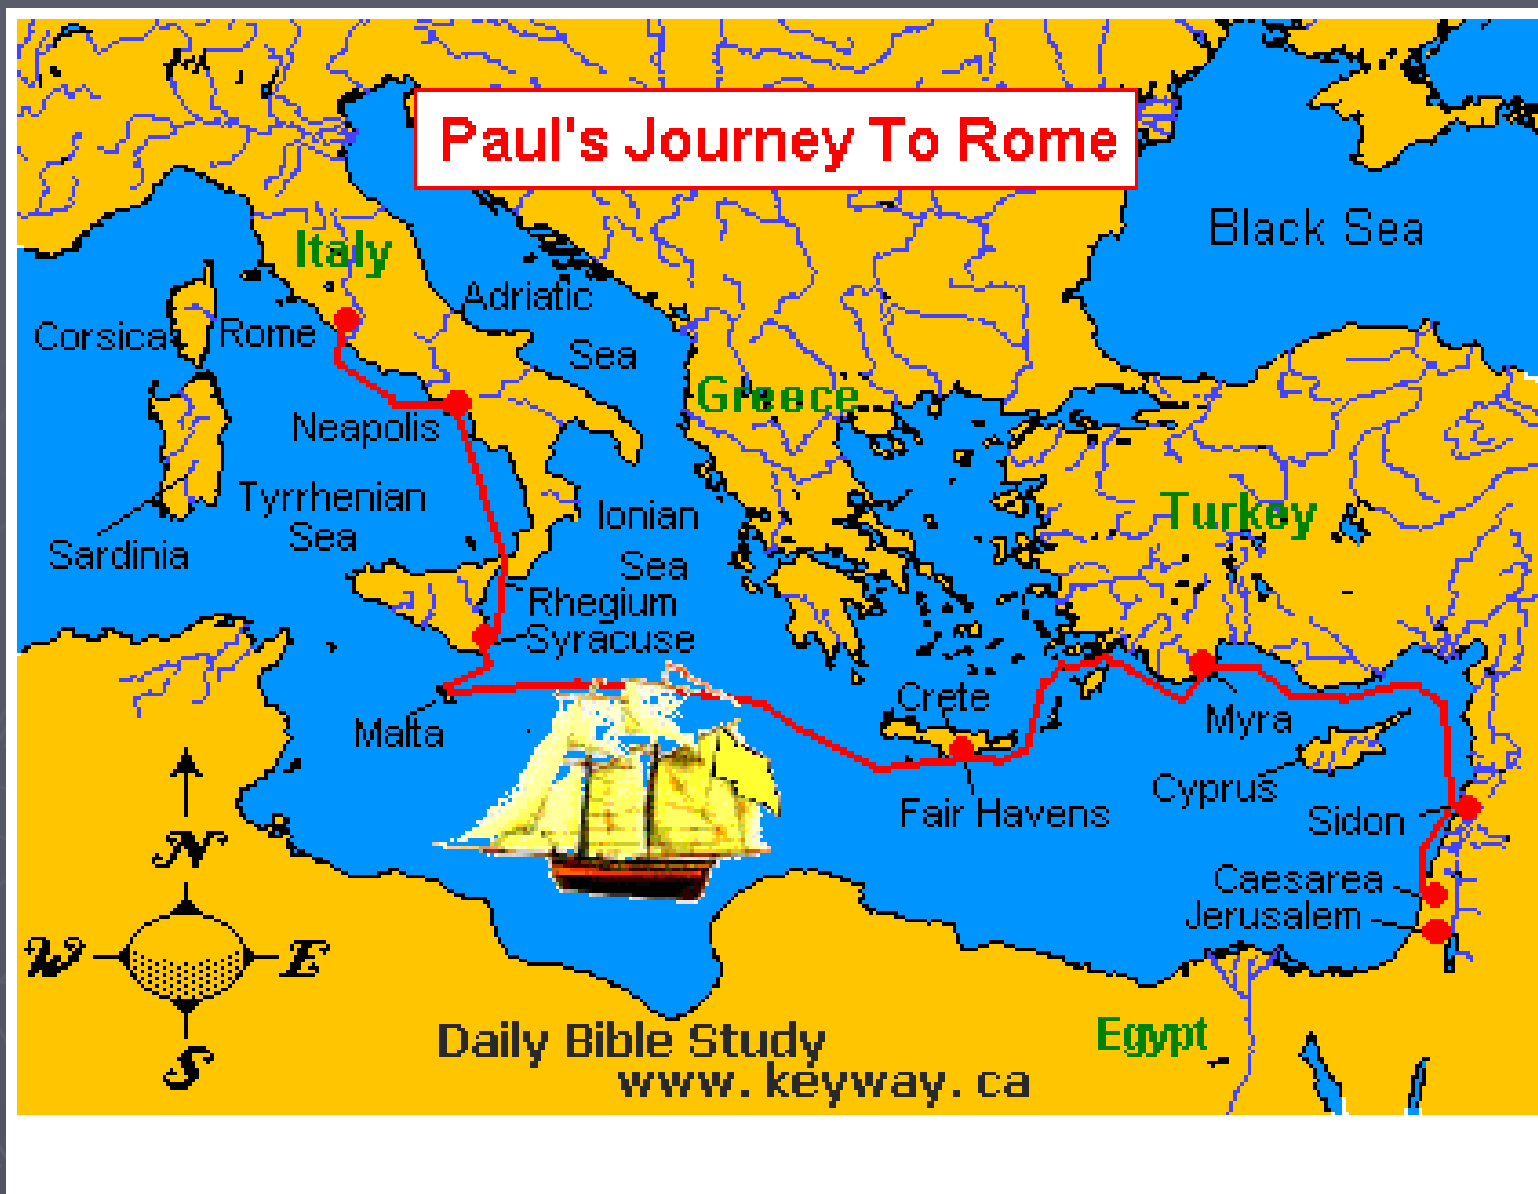 Paul's Journey To Rome
Black Sea
Italy
Adriatic
Sea
Corsica
Rome
Greece
Neapolis
Tyrrhenian
Sea
Ionian
Sea
Turkey
Sardinia
Rhegium
Syracuse
Crete
Malta
Myra
Cyprus
Fair Havens
Sidon
N
Caesarea
Jerusalem
W
E
S
Egypt
Daily Bible Study
www.keyway.ca